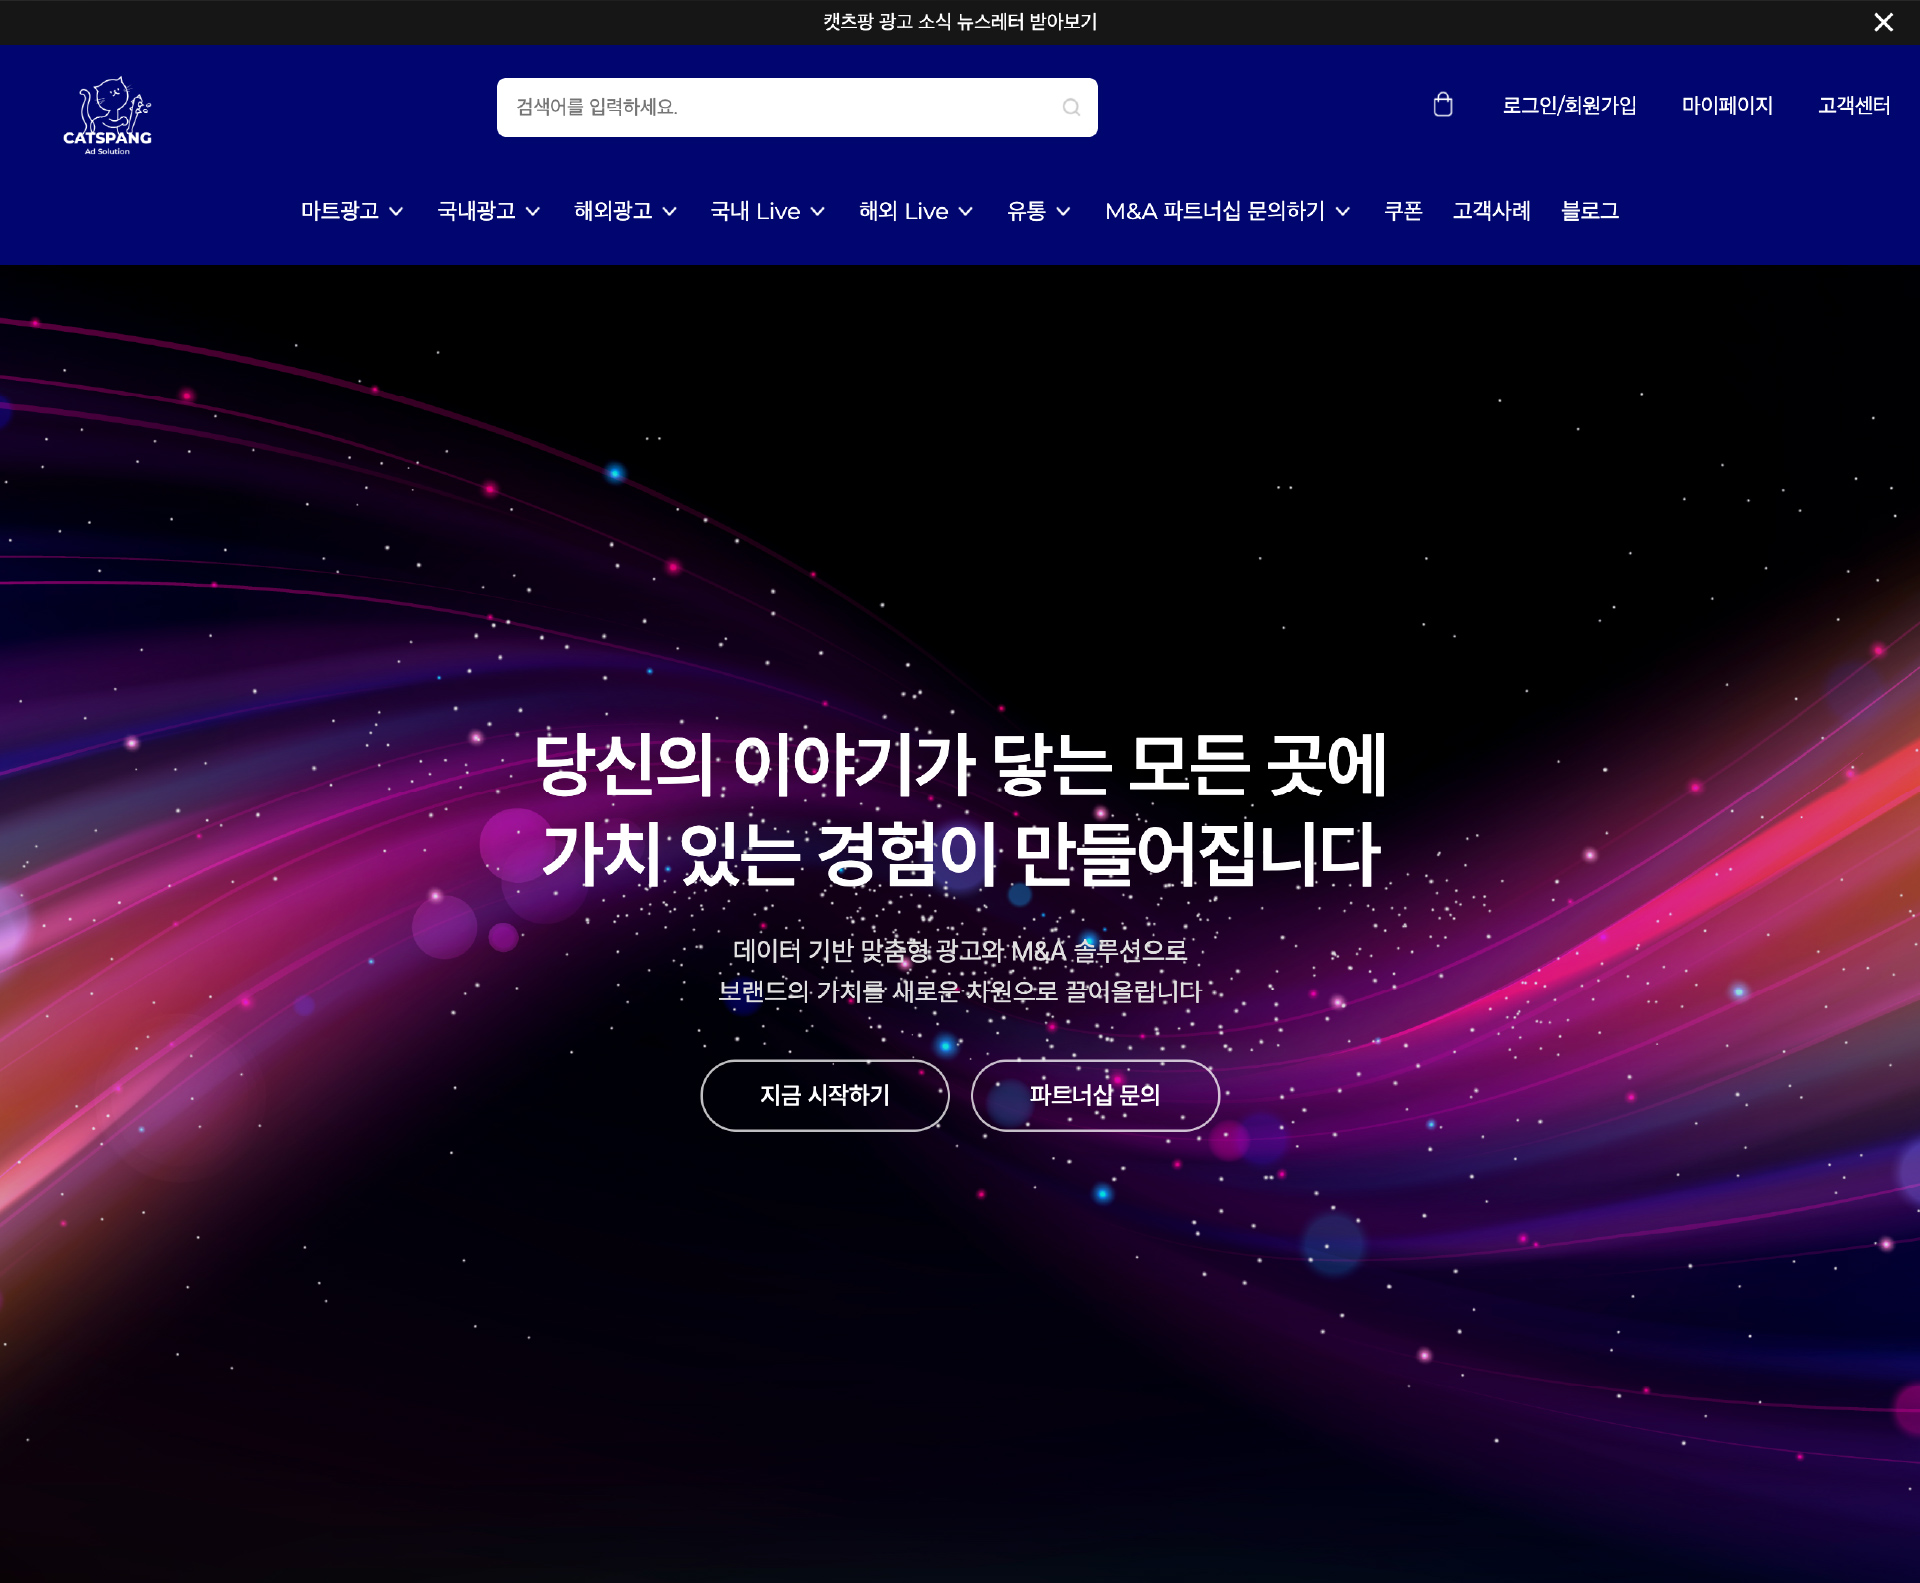 캣츠팡 광고 소식 뉴스레터 받아보기
CATSPANG
Ad Solution
검색어를 입력하세요.
로그인/회원가입 마이페이지 고객센터
마트광고 국내광고 해외광고 국내 Live 해외 Live 유통 M&A 파트너십 문의하기 쿠폰 고객사례 블로그
당신의 이야기가 닿는 모든 곳에
가치 있는 경험이 만들어집니다
데이터 기반 맞춤형 광고와 M&A 솔루션으로
보랜드의 가치를 새로운 차원으로 끌어올랍니다
지금 시작하기 파트너삽 문의